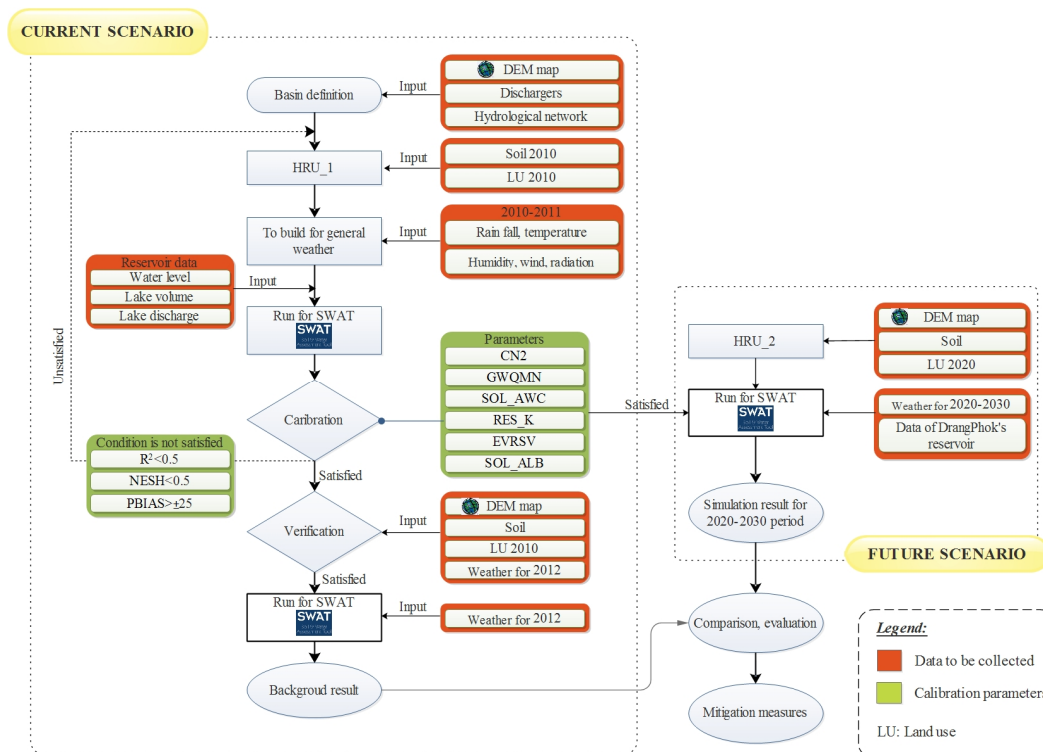 CURRENT SCENARIO
Basin definition
Input
DEM map
Dischargers
Hydrological network
HRU_1
Input
Soil 2010
LU 2010
To build for general
weather
Input
2010-2011
Rain fall, temperature
Humidity, wind, radiation
Reservoir data
Water level
Lake volume
Lake discharge
Input
Run for SWAT
SWAT
Unsatisfied
Caribration
Parameters
CN2
GWQMN
SOL_AWC
RES_K
EVRSV
SOL_ALB
Satisfied
Condition is not satisfied
R²<0.5
NESH<0.5
PBIAS>±25
Satisfied
Verification
Input
DEM map
Soil
LU 2010
Weather for 2012
Satisfied
Run for SWAT
SWAT
Input
Weather for 2012
Backgroud result
HRU_2
DEM map
Soil
LU 2020
Run for SWAT
SWAT
Weather for 2020-2030
Data of DrangPhok's
reservoir
Simulation result for
2020-2030 period
FUTURE SCENARIO
Comparison, evaluation
Mitigation measures
Legend:
Data to be collected
Calibration parameters
LU: Land use